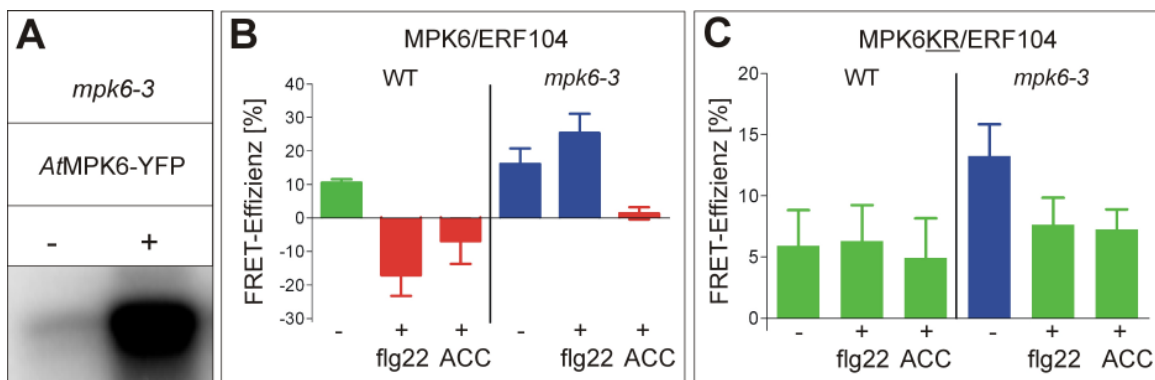 A
mpk6-3
AtMPK6-YFP
- +
B
MPK6/ERF104
WT mpk6-3
FRET-Effizienz [%]
40
30
20
10
0
-10
-20
-30
- + + - + +
flg22 ACC flg22 ACC
C
MPK6KR/ERF104
WT mpk6-3
FRET-Effizienz [%]
20
15
10
5
0
- + + - + +
flg22 ACC flg22 ACC